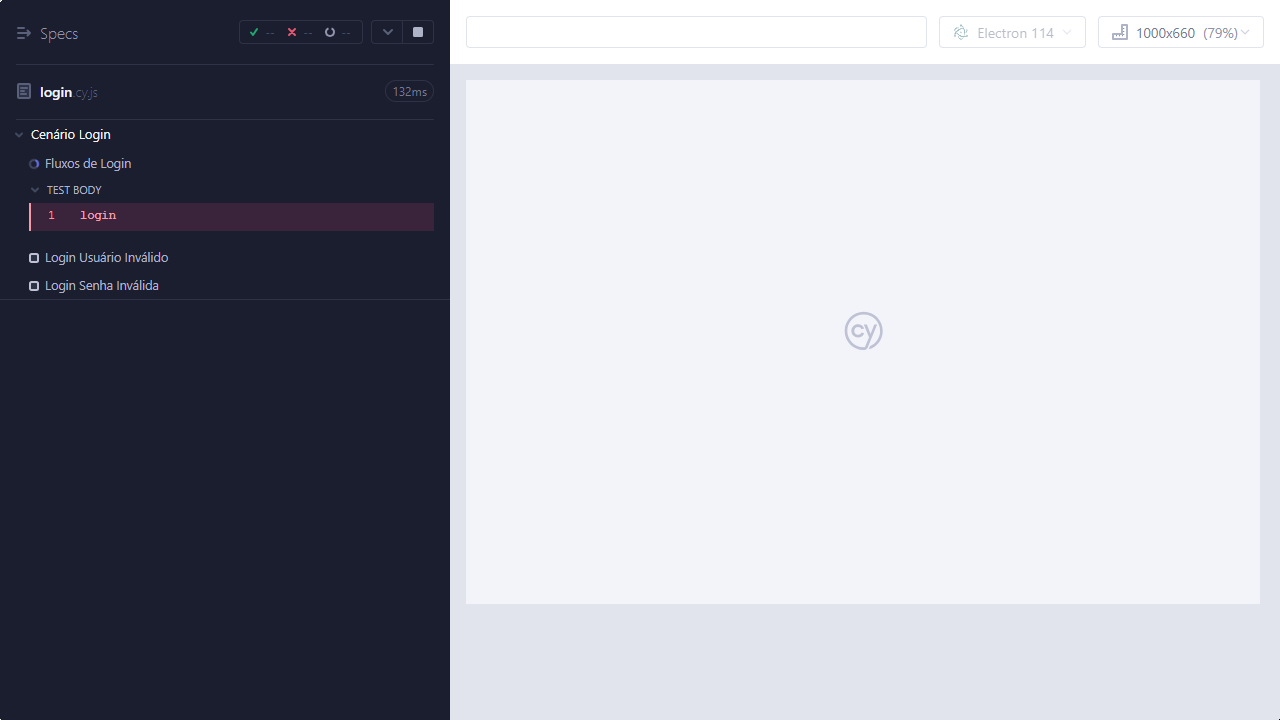 Specs
-- -- --
Electron 114
1000x660 (79%)
login.cy.js
132ms
Cenário Login
Fluxos de Login
TEST BODY
1 login
Login Usuário Inválido
Login Senha Inválida
cy